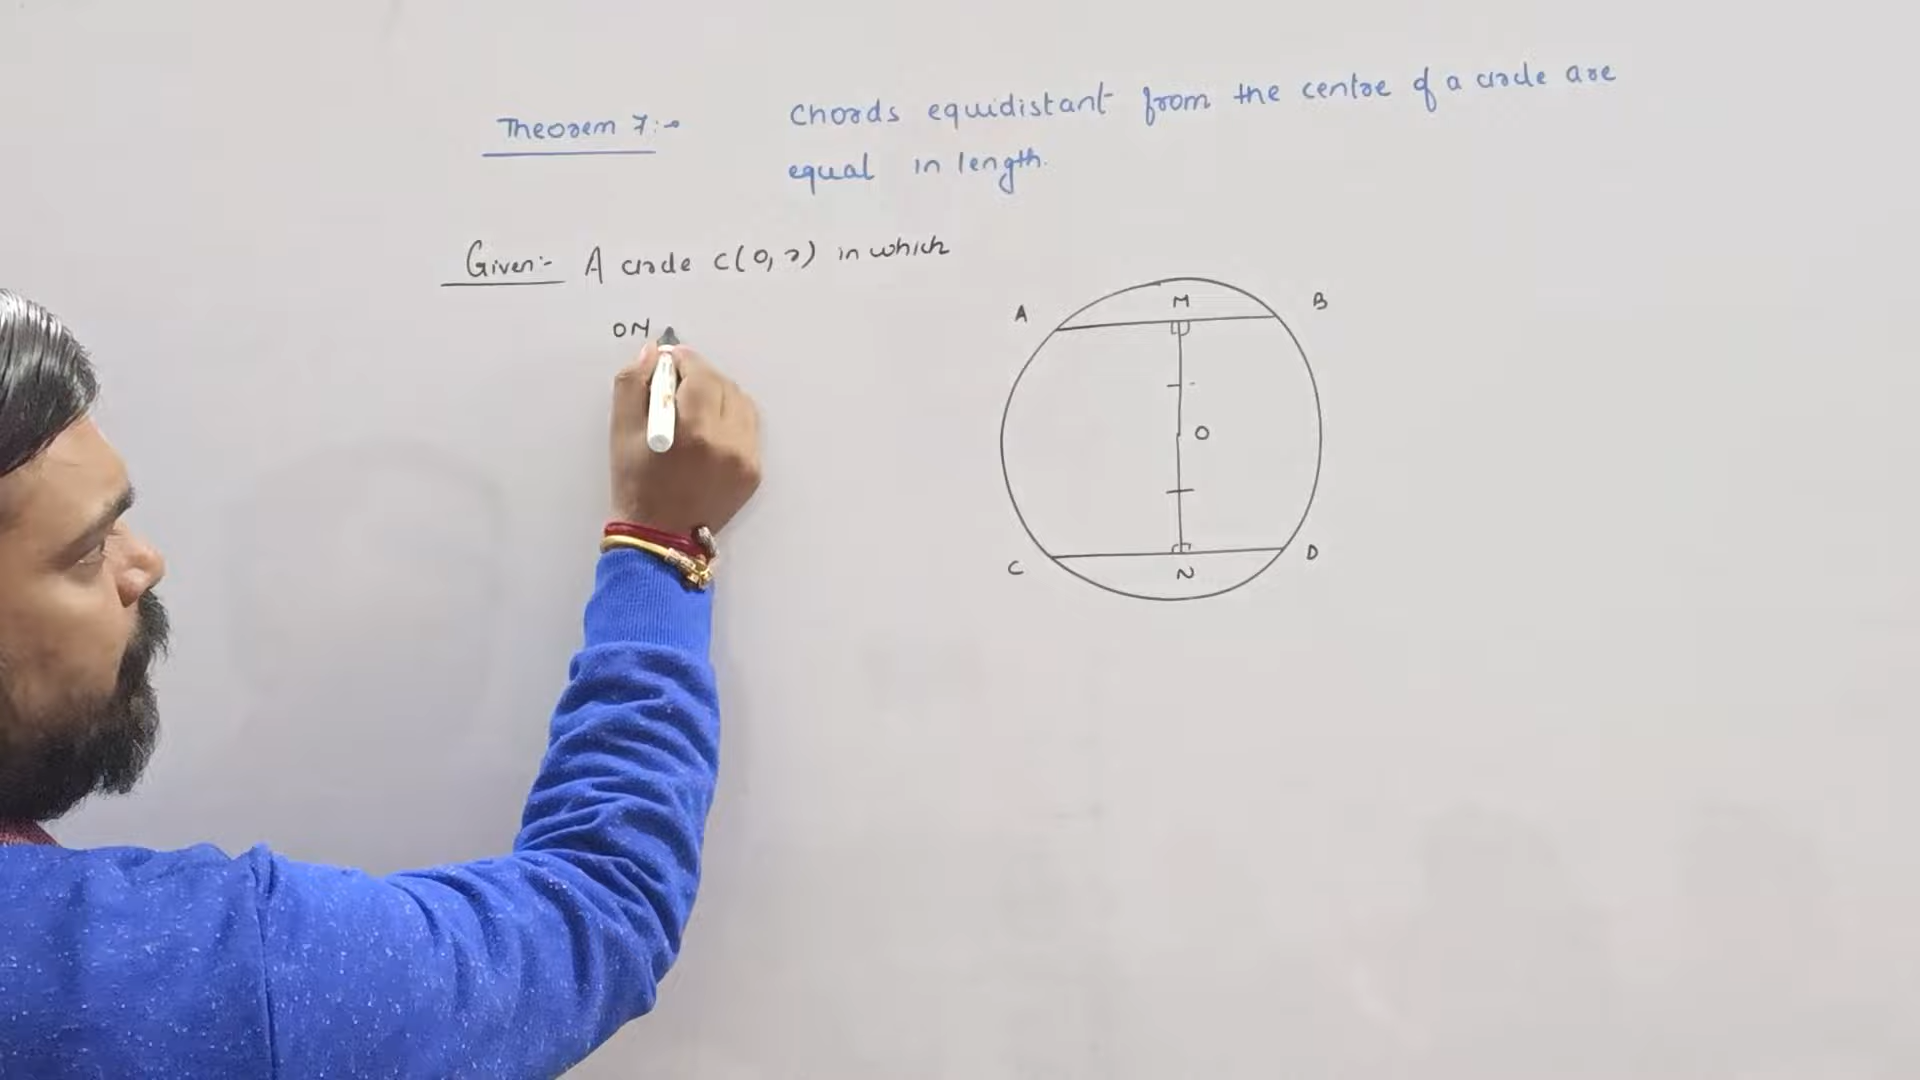 Theorem 7:-
Chords equidistant from the centre of a circle are
equal in length.
Given:- A circle C(O, r) in which
OM
A
M
B
O
C
N
D